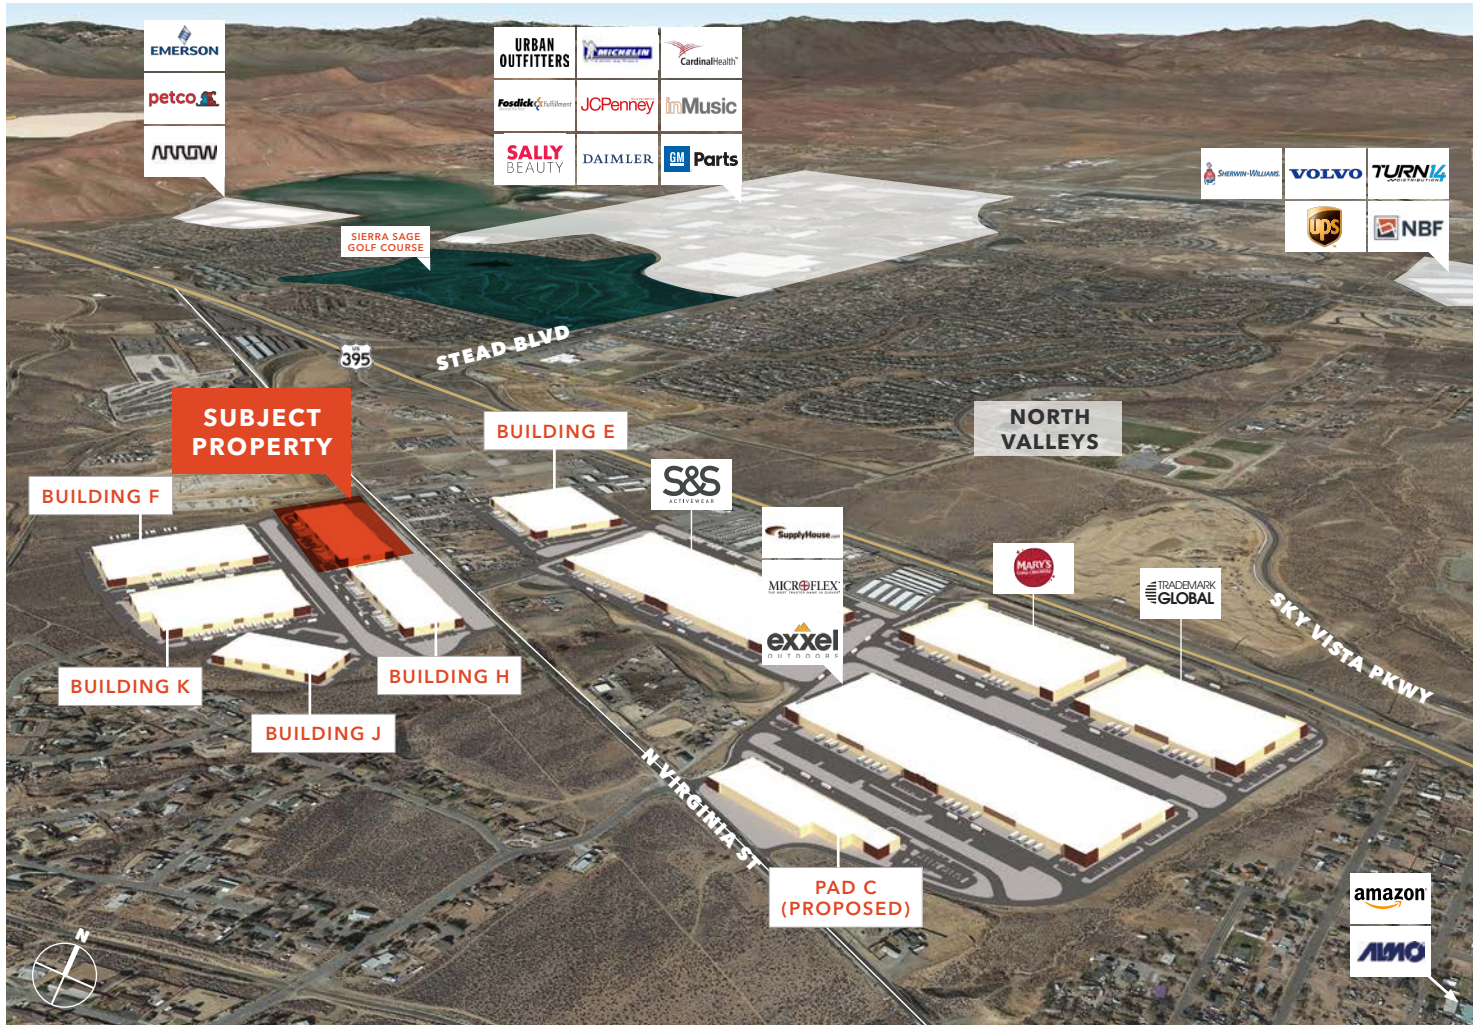 EMERSON
petco
ARROW
URBAN
OUTFITTERS
MICHELIN
CardinalHealth™
Fosdick Fulfillment
JCPenney
inMusic
SALLY
BEAUTY
DAIMLER
GM Parts
SHERWIN-WILLIAMS.
VOLVO
TURN14
DISTRIBUTION
ups
NBF
SIERRA SAGE
GOLF COURSE
STEAD BLVD
US
395
SUBJECT
PROPERTY
NORTH
VALLEYS
BUILDING E
BUILDING F
S&S
ACTIVEWEAR
SupplyHouse.com
MICROFLEX
exxel
OUTDOORS
MARY'S
TRADEMARK
GLOBAL
SKY VISTA PKWY
BUILDING K
BUILDING H
BUILDING J
N VIRGINIA ST
PAD C
(PROPOSED)
amazon
ALMO
N